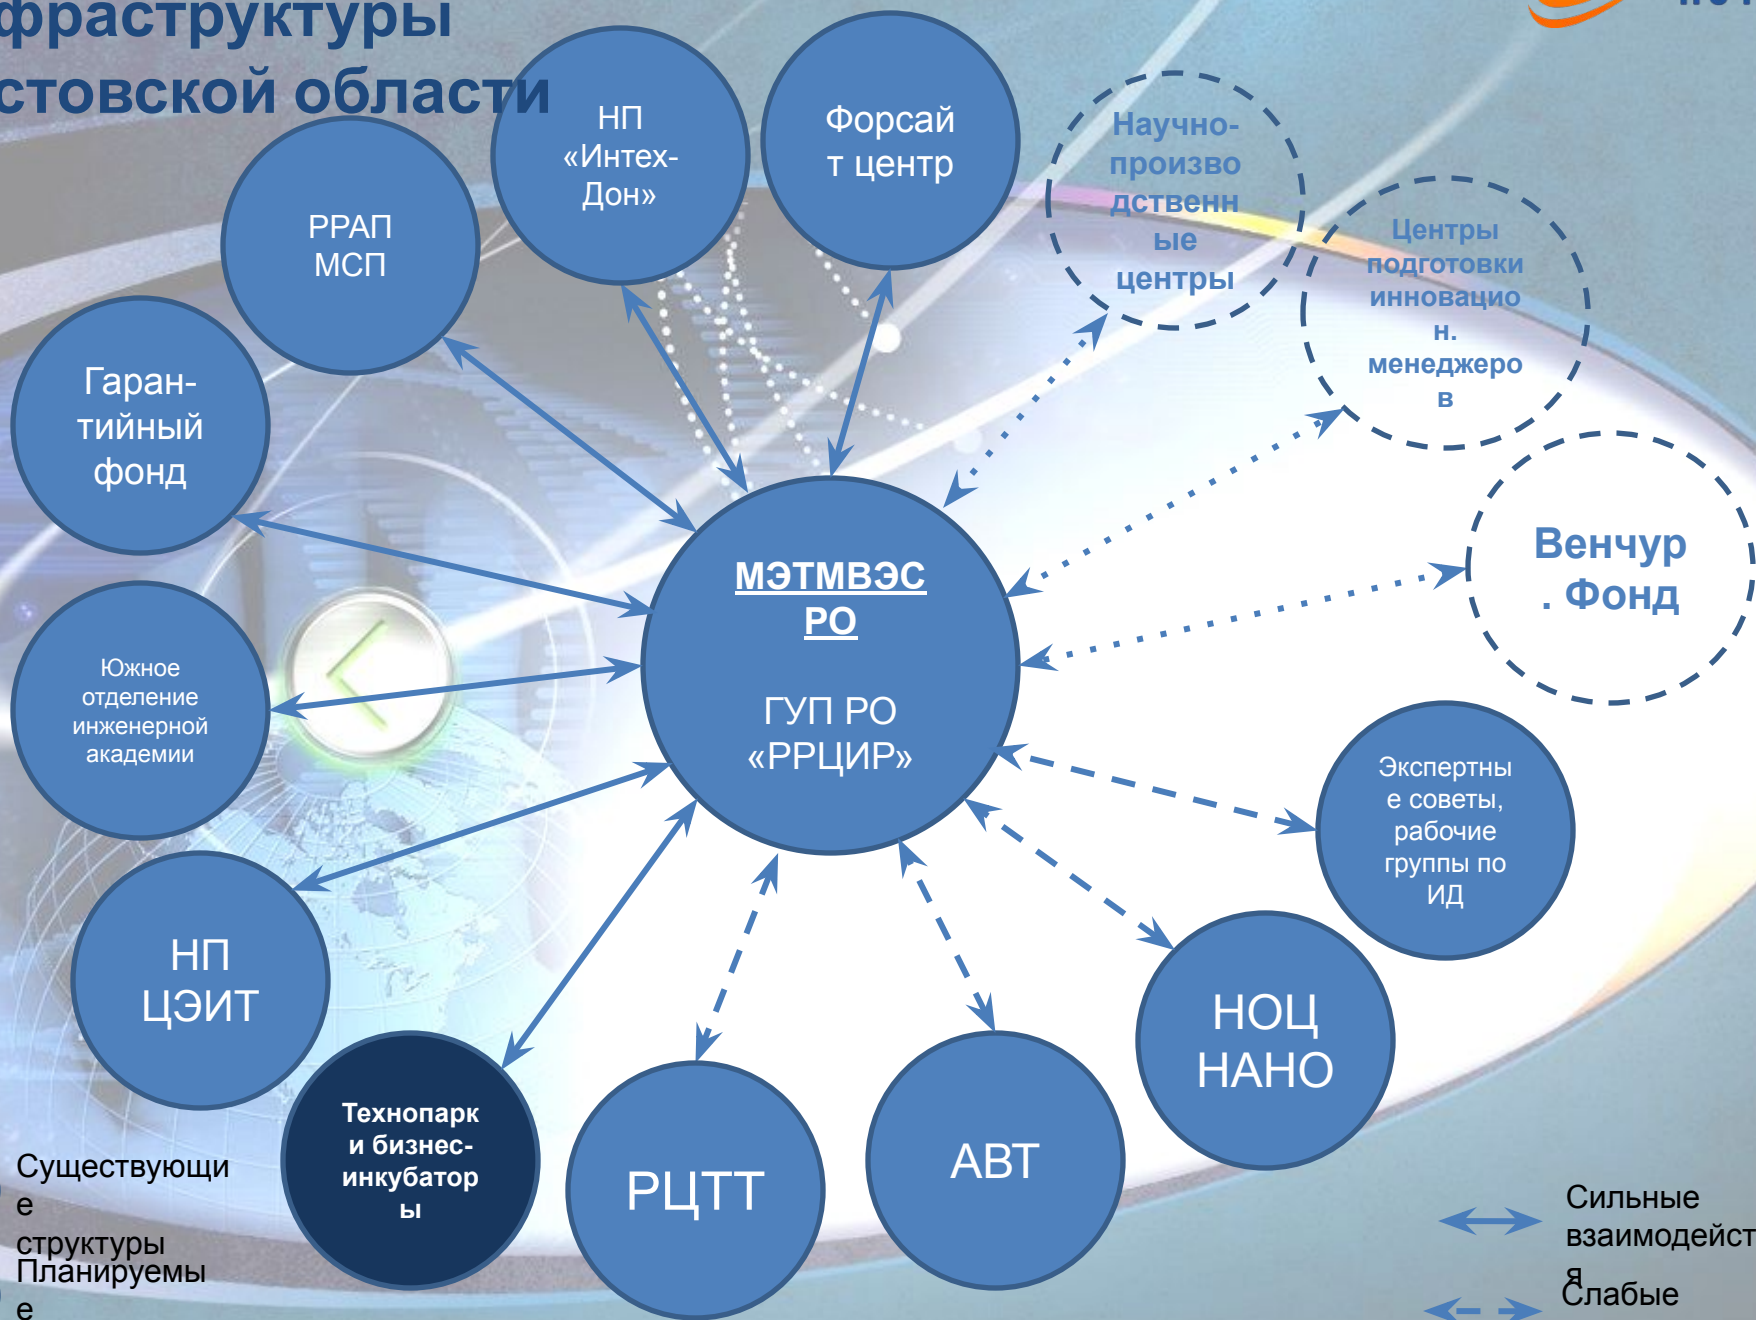 фраструктуры
стовской области
НП
«Интех-
Дон»
Форсай
т центр
Научно-
произво
дственн
ые
центры
РРАП
МСП
Центры
подготовки
инновацио
н.
менеджеро
в
Гаран-
тийный
фонд
Венчур
. Фонд
МЭТМВЭС
РО
ГУП РО
«РРЦИР»
Южное
отделение
инженерной
академии
Экспертны
е советы,
рабочие
группы по
ИД
НП
ЦЭИТ
НОЦ
НАНО
Технопарк
и бизнес-
инкубатор
ы
РЦТТ
АВТ
Существующи
е
структуры
Планируемы
е
Сильные
взаимодейст
я
Слабые